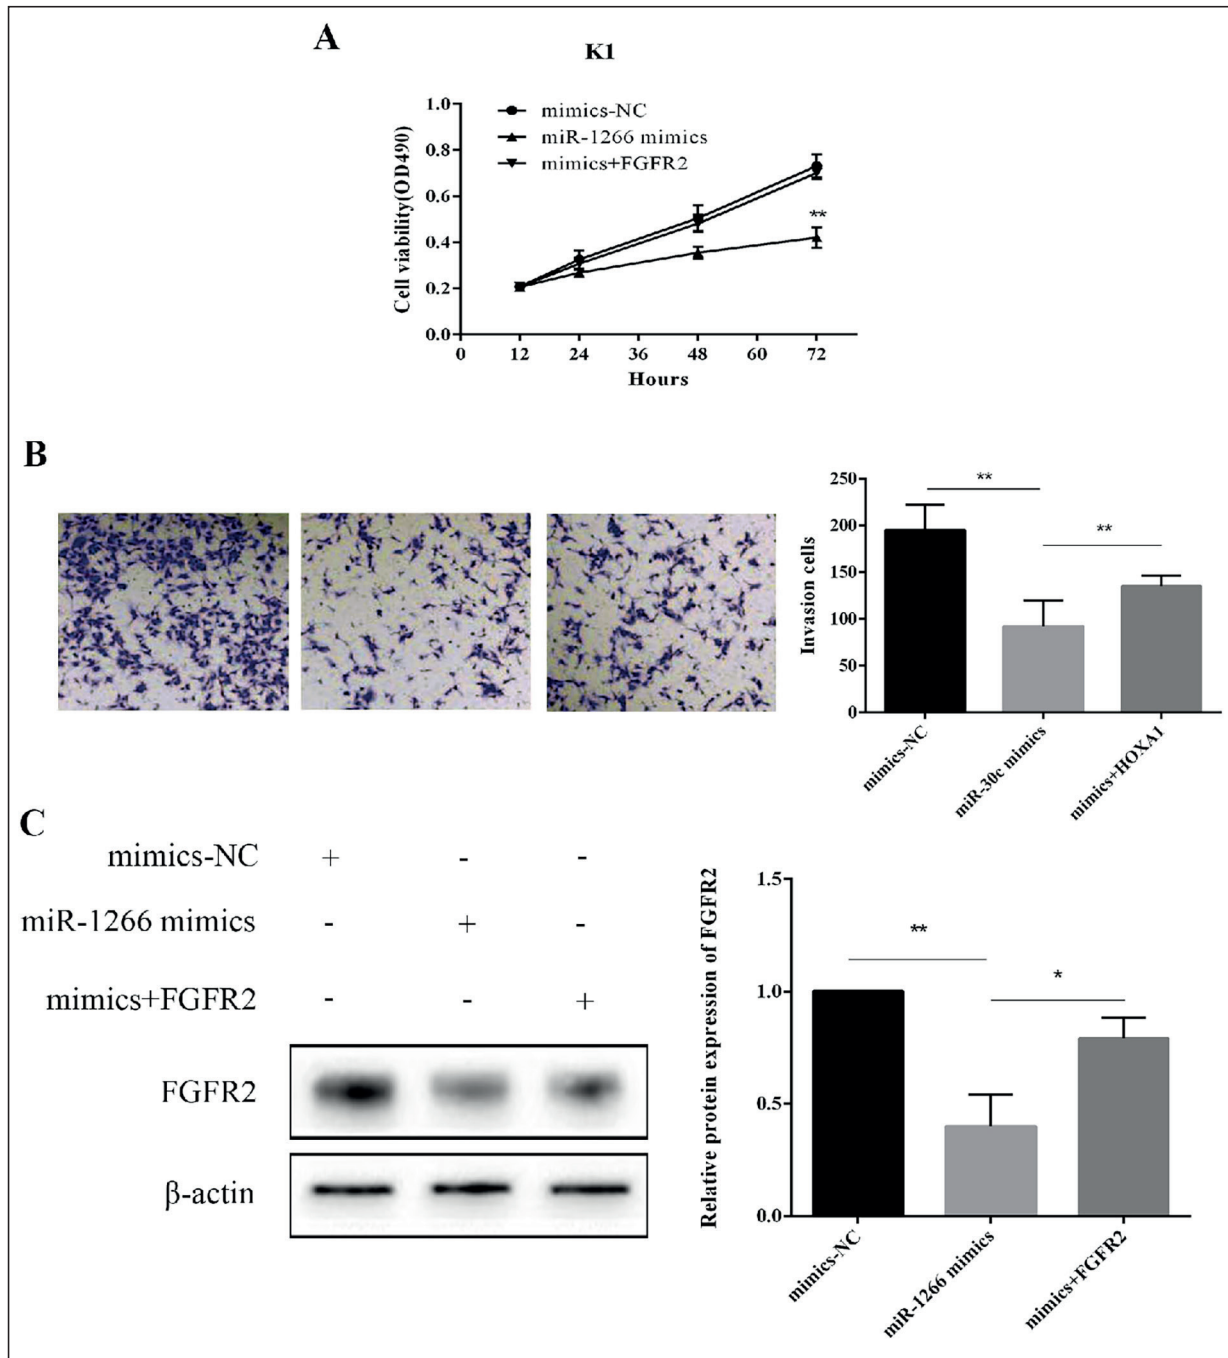 A
K1
mimics-NC
miR-1266 mimics
mimics+FGFR2
Cell viability(OD490)
1.0
0.8
0.6
0.4
0.2
0.0
**
0 12 24 36 48 60 72
Hours
B
Invasion cells
250
200
150
100
50
0
**
**
mimics-NC
miR-30c mimics
mimics+HOXA1
C
mimics-NC + - -
miR-1266 mimics - + -
mimics+FGFR2 - - +
FGFR2
β-actin
Relative protein expression of FGFR2
1.5
1.0
0.5
0.0
**
*
mimics-NC
miR-1266 mimics
mimics+FGFR2